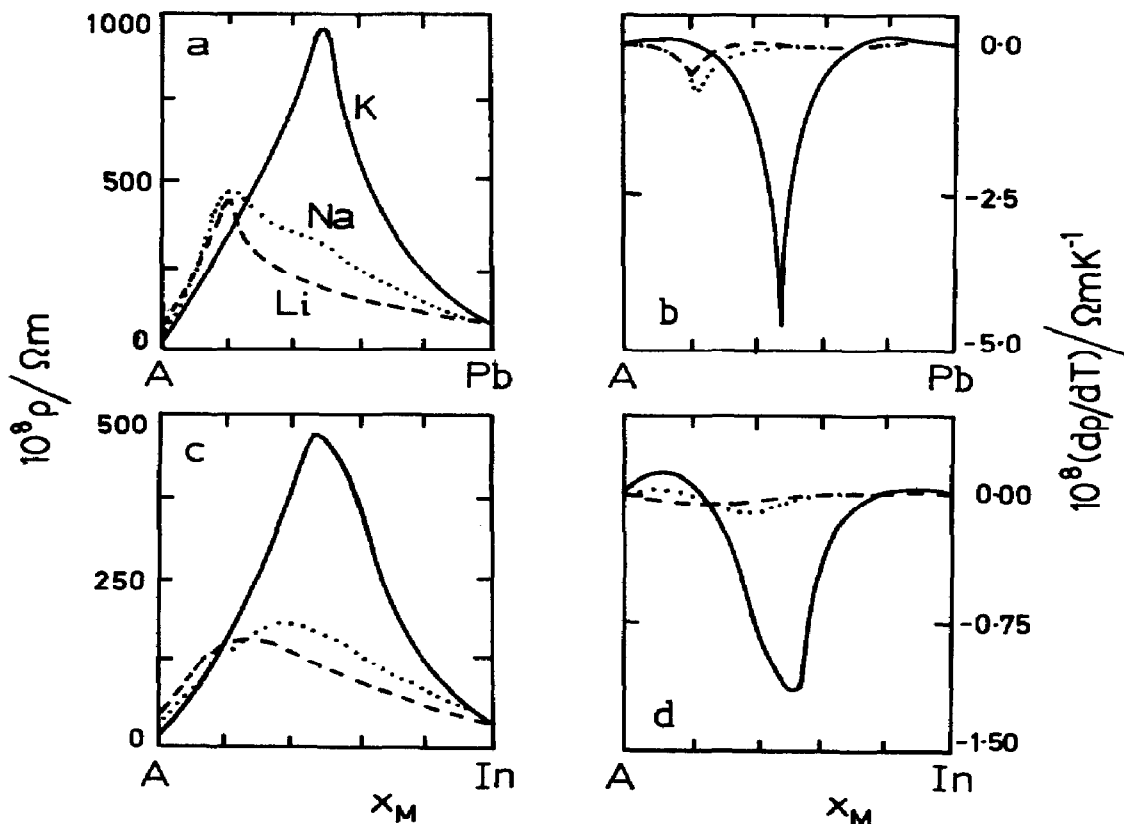 a
1000
500
0
K
Na
Li
A
Pb
b
0·0
-2·5
-5·0
A
Pb
10⁸ρ/Ωm
10⁸(dρ/dT)/ΩmK⁻¹
c
500
250
0
A
In
x_M
d
0·00
-0·75
-1·50
A
In
x_M